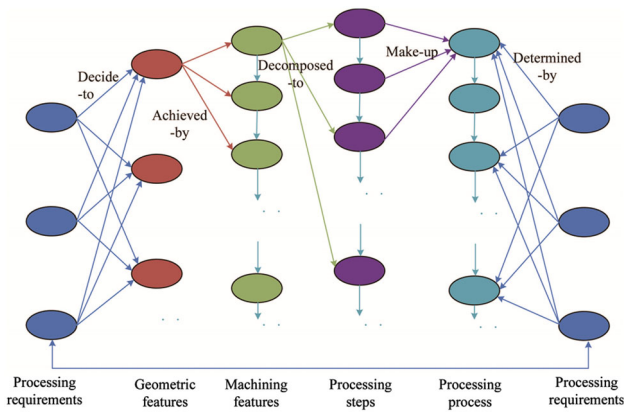 Decide
-to
Achieved
-by
Decomposed
-to
Make-up
Determined
-by
Processing
requirements
Geometric
features
Machining
features
Processing
steps
Processing
process
Processing
requirements